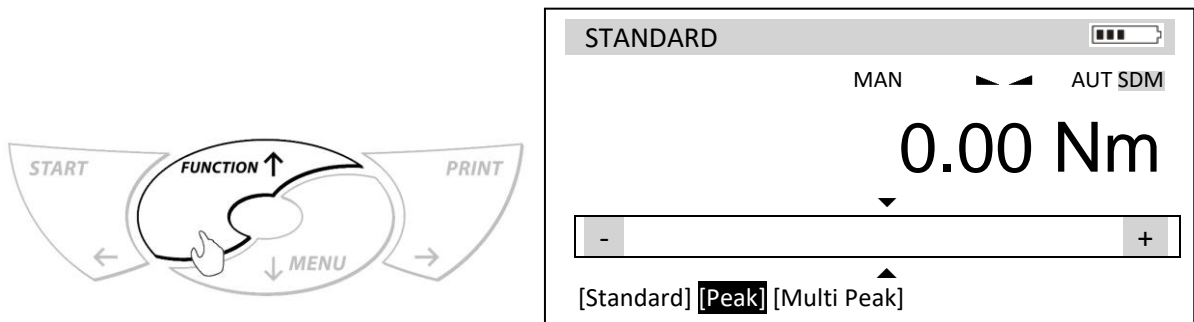 START
FUNCTION ↑
PRINT
←
↓ MENU
→
STANDARD
MAN AUT SDM
0.00 Nm
- +
[Standard] [Peak] [Multi Peak]